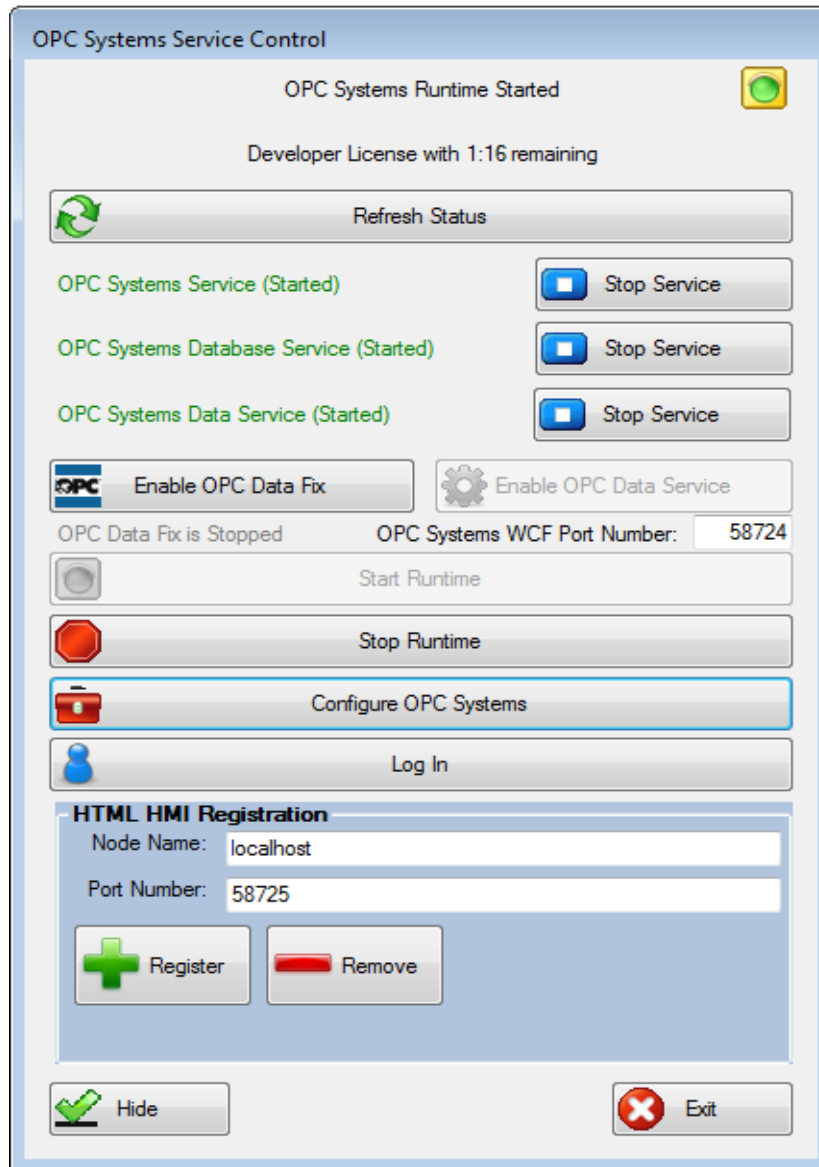 OPC Systems Service Control
OPC Systems Runtime Started
Developer License with 1:16 remaining
Refresh Status
OPC Systems Service (Started) Stop Service
OPC Systems Database Service (Started) Stop Service
OPC Systems Data Service (Started) Stop Service
OPC Enable OPC Data Fix Enable OPC Data Service
OPC Data Fix is Stopped OPC Systems WCF Port Number: 58724
Start Runtime
Stop Runtime
Configure OPC Systems
Log In
HTML HMI Registration
Node Name: localhost
Port Number: 58725
Register Remove
Hide Exit